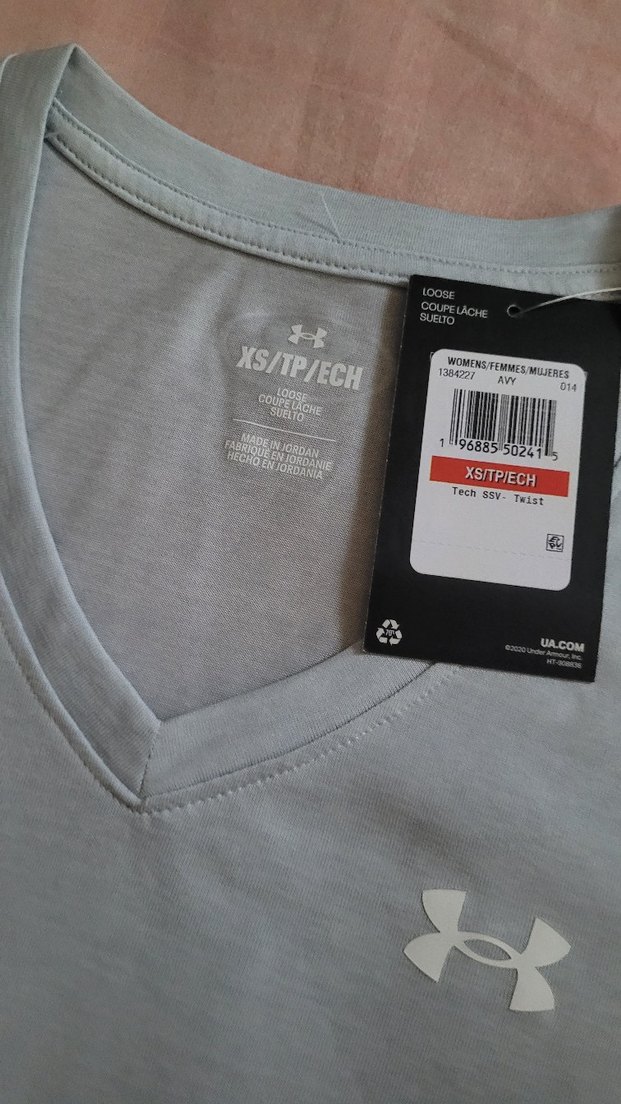 XS/TP/ECH
LOOSE
COUPE LÂCHE
SUELTO
MADE IN JORDAN
FABRIQUÉ EN JORDANIE
HECHO EN JORDANIA
LOOSE
COUPE LÂCHE
SUELTO
WOMENS/FEMMES/MUJERES
1384227 AVY 014
1 96885 50241 5
XS/TP/ECH
Tech SSV- Twist
UA.COM
©2020 Under Armour, Inc.
HT-908836